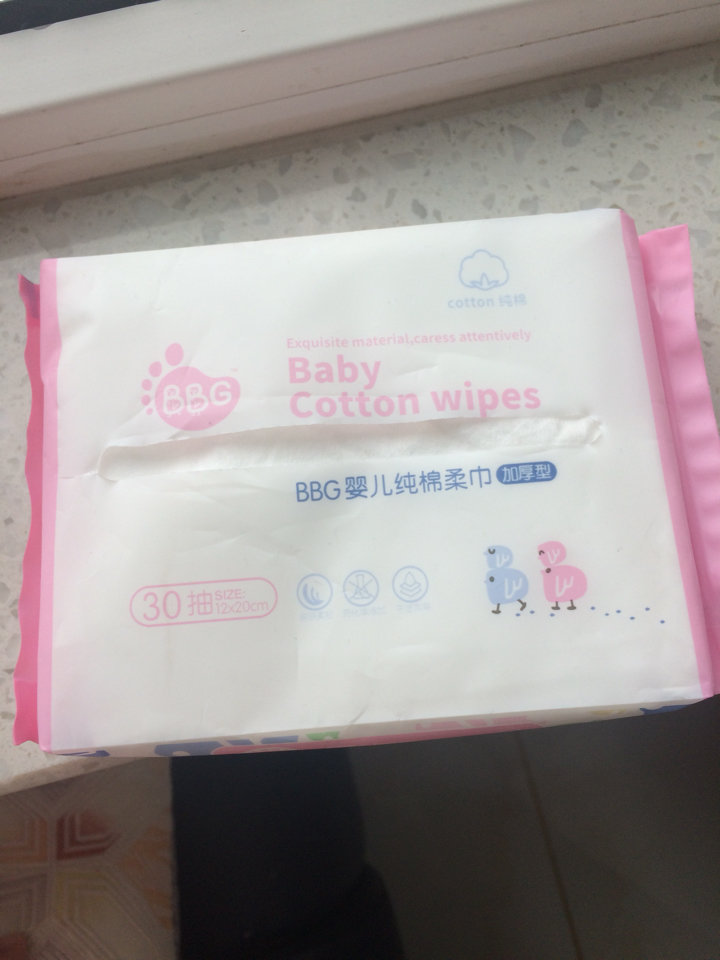 cotton 纯棉
Exquisite material,caress attentively
Baby
Cotton wipes
BBG
BBG婴儿纯棉柔巾 加厚型
30抽 SIZE:
12x20cm